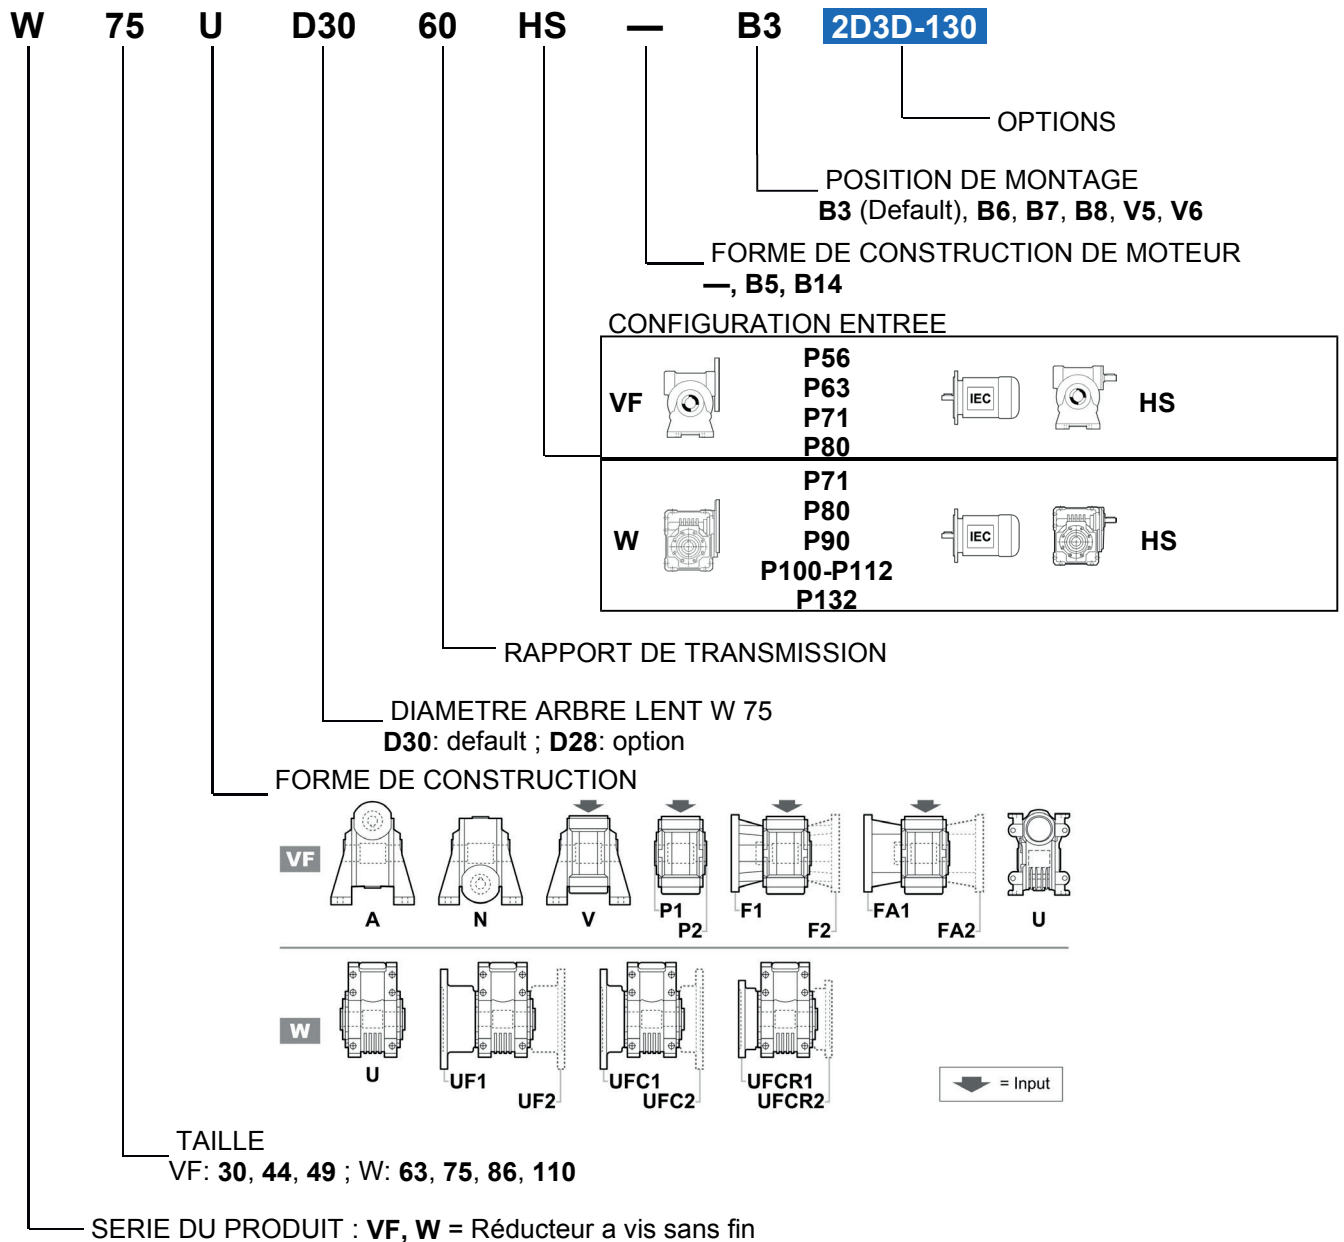 W 75 U D30 60 HS — B3 2D3D-130
OPTIONS
POSITION DE MONTAGE
B3 (Default), B6, B7, B8, V5, V6
FORME DE CONSTRUCTION DE MOTEUR
—, B5, B14
CONFIGURATION ENTREE
VF
P56
P63
P71
P80
IEC
HS
W
P71
P80
P90
P100-P112
P132
IEC
HS
RAPPORT DE TRANSMISSION
DIAMETRE ARBRE LENT W 75
D30: default ; D28: option
FORME DE CONSTRUCTION
VF
A
N
V
P1
P2
F1
F2
FA1
FA2
U
W
U
UF1
UF2
UFC1
UFC2
UFCR1
UFCR2
= Input
TAILLE
VF: 30, 44, 49 ; W: 63, 75, 86, 110
SERIE DU PRODUIT : VF, W = Réducteur a vis sans fin